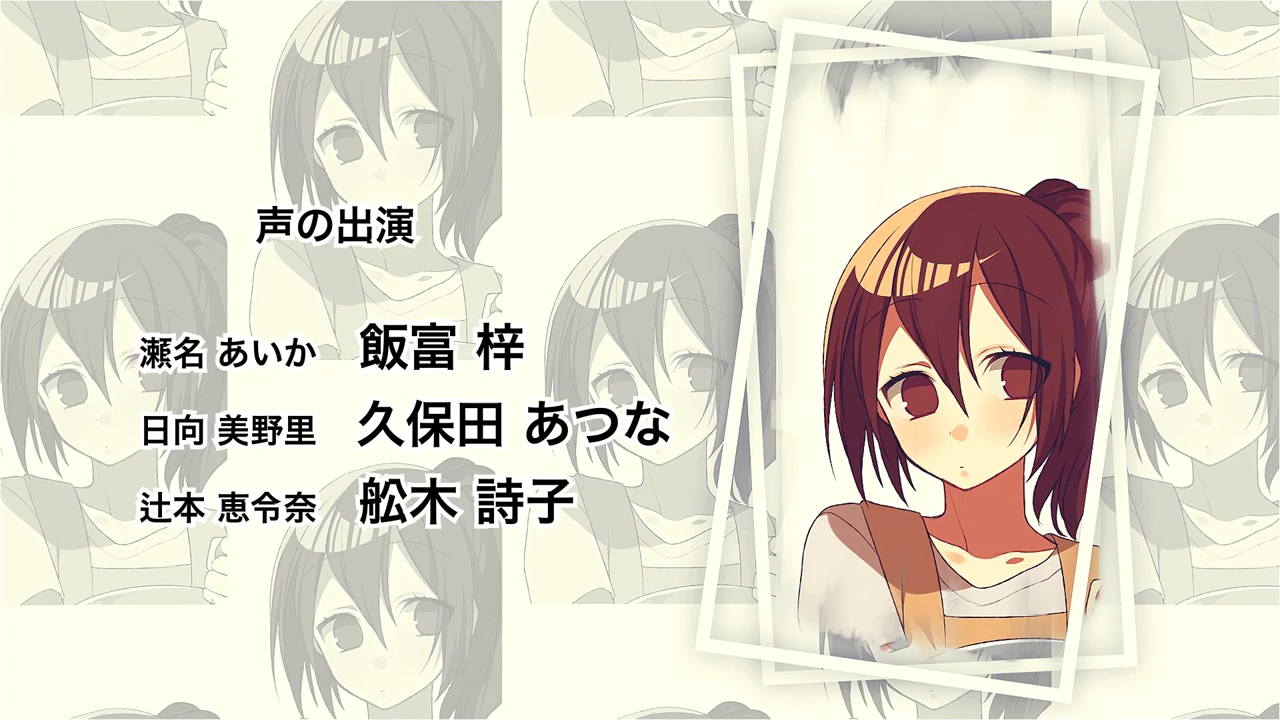 声の出演
瀬名 あいか 飯富 梓
日向 美野里 久保田 あつな
辻本 恵令奈 舩木 詩子